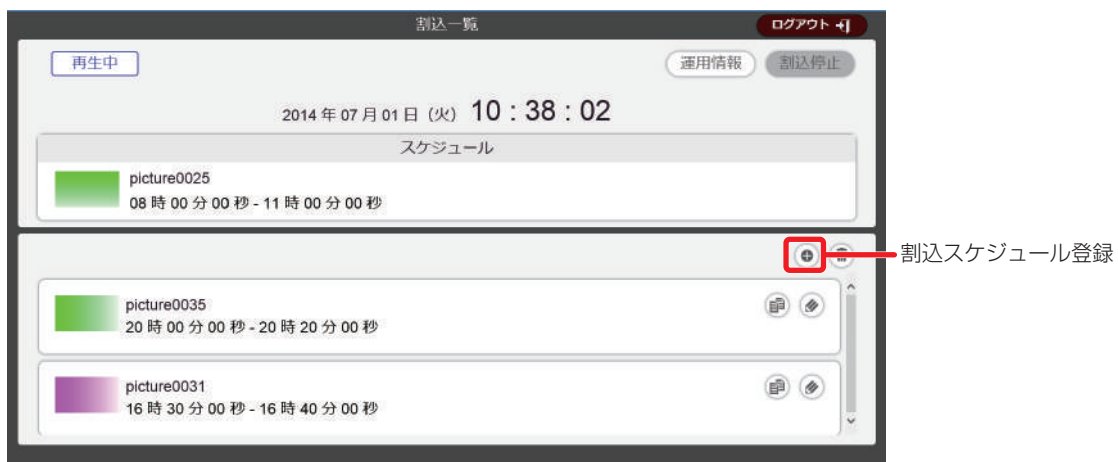 割込一覧
ログアウト
再生中
運用情報
割込停止
2014 年 07 月 01 日 (火) 10 : 38 : 02
スケジュール
picture0025
08 時 00 分 00 秒 - 11 時 00 分 00 秒
割込スケジュール登録
picture0035
20 時 00 分 00 秒 - 20 時 20 分 00 秒
picture0031
16 時 30 分 00 秒 - 16 時 40 分 00 秒